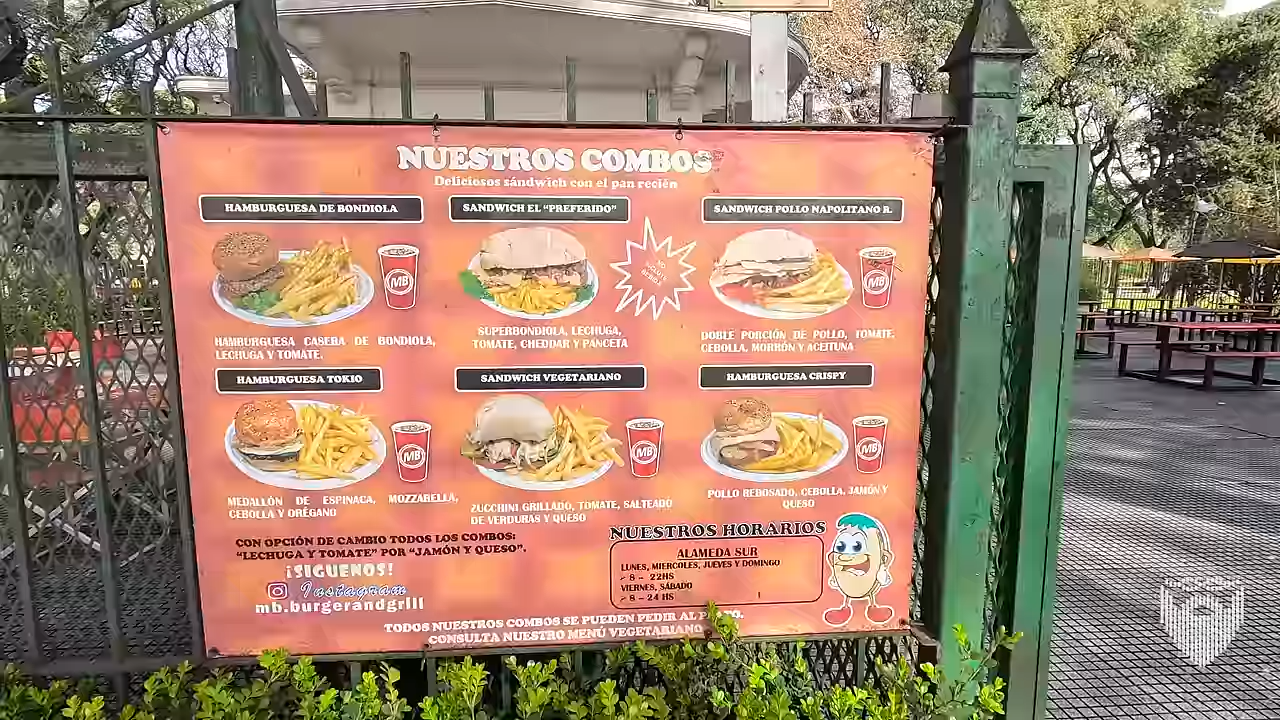 NUESTROS COMBOS
Deliciosos sándwich con el pan recién
HAMBURGUESA DE BONDIOLA
SANDWICH EL "PREFERIDO"
SANDWICH POLLO NAPOLITANO R.
NO
INCLUYE
BEBIDA
MB
MB
HAMBURGUESA CASERA DE BONDIOLA,
LECHUGA Y TOMATE.
SUPERBONDIOLA, LECHUGA,
TOMATE, CHEDDAR Y PANCETA
DOBLE PORCIÓN DE POLLO, TOMATE,
CEBOLLA, MORRÓN Y ACEITUNA
HAMBURGUESA TOKIO
SANDWICH VEGETARIANO
HAMBURGUESA CRISPY
MB
MB
MB
MEDALLÓN DE ESPINACA, MOZZARELLA,
CEBOLLA Y ORÉGANO
ZUCCHINI GRILLADO, TOMATE, SALTEADO
DE VERDURAS Y QUESO
POLLO REBOSADO, CEBOLLA, JAMÓN Y
QUESO
CON OPCIÓN DE CAMBIO TODOS LOS COMBOS:
"LECHUGA Y TOMATE" POR "JAMÓN Y QUESO".
¡SIGUENOS!
Instagram
mb.burgerandgrill
NUESTROS HORARIOS
ALAMEDA SUR
LUNES, MIERCOLES, JUEVES Y DOMINGO
> 8 - 22HS
VIERNES, SÁBADO
> 8 - 24 HS
TODOS NUESTROS COMBOS SE PUEDEN PEDIR AL
CONSULTA NUESTRO MENÚ VEGETARIANO